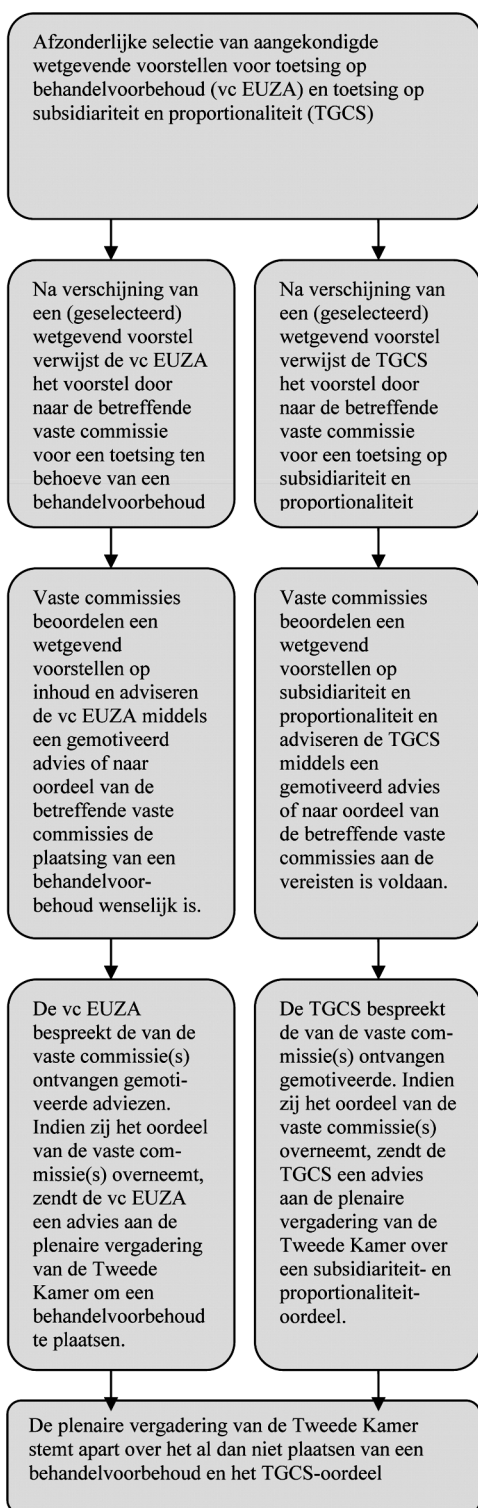 Afzonderlijke selectie van aangekondigde
wetgevende voorstellen voor toetsing op
behandelvoorbehoud (vc EUZA) en toetsing op
subsidiariteit en proportionaliteit (TGCS)
Na verschijning van
een (geselecteerd)
wetgevend voorstel
verwijst de vc EUZA
het voorstel door
naar de betreffende
vaste commissie
voor een toetsing ten
behoeve van een
behandelvoorbehoud
Na verschijning van
een (geselecteerd)
wetgevend voorstel
verwijst de TGCS
het voorstel door
naar de betreffende
vaste commissie
voor een toetsing op
subsidiariteit en
proportionaliteit
Vaste commissies
beoordelen een
wetgevend
voorstellen op
inhoud en adviseren
de vc EUZA middels
een gemotiveerd
advies of naar
oordeel van de
betreffende vaste
commissies de
plaatsing van een
behandelvoor-
behoud wenselijk is.
Vaste commissies
beoordelen een
wetgevend
voorstellen op
subsidiariteit en
proportionaliteit en
adviseren de TGCS
middels een
gemotiveerd advies
of naar oordeel van
de betreffende vaste
commissies aan de
vereisten is voldaan.
De vc EUZA
bespreekt de van de
vaste commissie(s)
ontvangen gemoti-
veerde adviezen.
Indien zij het oordeel
van de vaste com-
missie(s) overneemt,
zendt de vc EUZA
een advies aan de
plenaire vergadering
van de Tweede
Kamer om een
behandelvoorbehoud
te plaatsen.
De TGCS bespreekt
de van de vaste com-
missie(s) ontvangen
gemotiveerde. Indien
zij het oordeel van de
vaste commissie(s)
overneemt, zendt de
TGCS een advies
aan de plenaire
vergadering van de
Tweede Kamer over
een subsidiariteit- en
proportionaliteit-
oordeel.
De plenaire vergadering van de Tweede Kamer
stemt apart over het al dan niet plaatsen van een
behandelvoorbehoud en het TGCS-oordeel